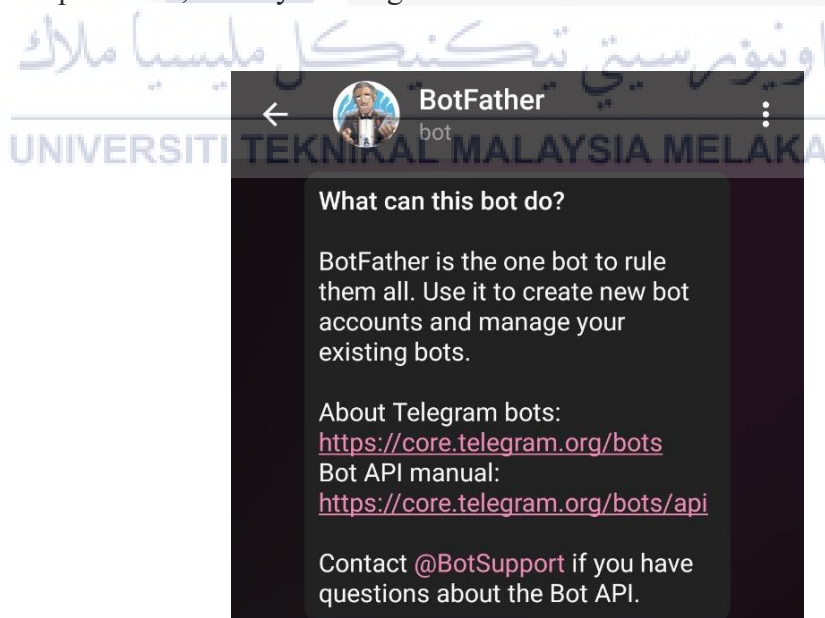 اونيۏرسيتي تيكنيكل مليسيا ملاك
BotFather
bot
UNIVERSITI TEKNIKAL MALAYSIA MELAKA
What can this bot do?
BotFather is the one bot to rule
them all. Use it to create new bot
accounts and manage your
existing bots.
About Telegram bots:
https://core.telegram.org/bots
Bot API manual:
https://core.telegram.org/bots/api
Contact @BotSupport if you have
questions about the Bot API.